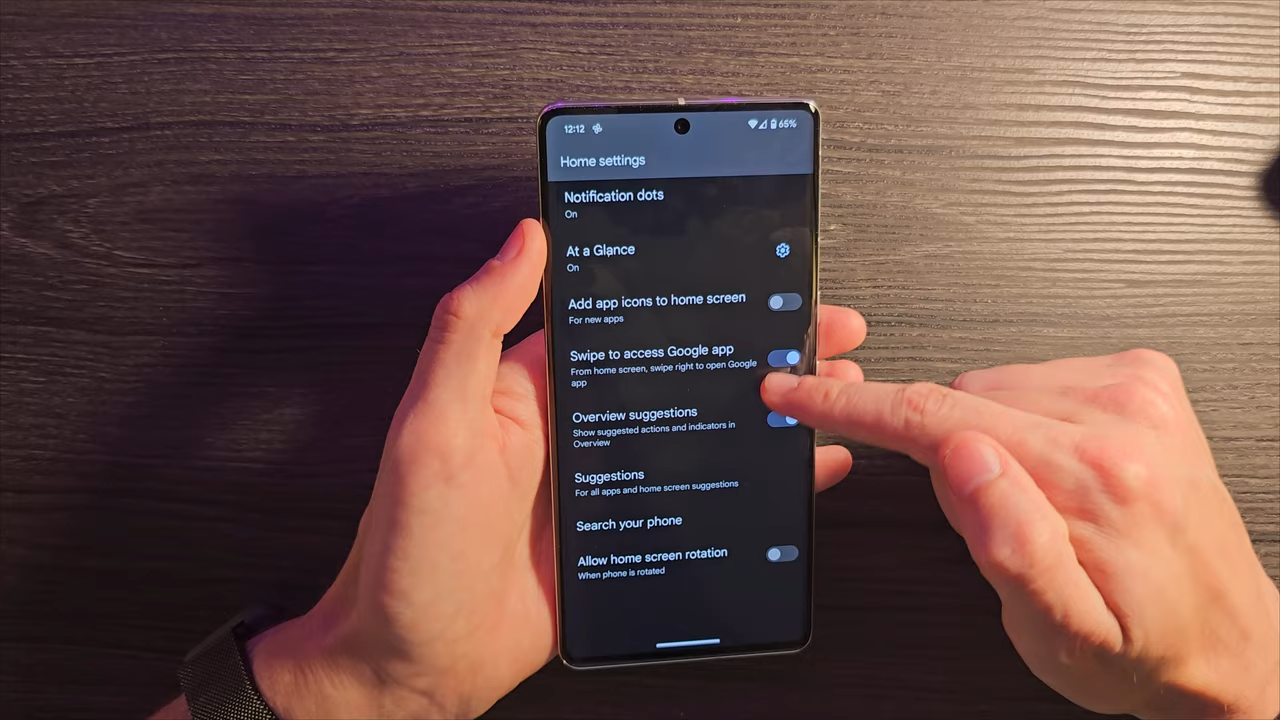 12:12 65%
Home settings
Notification dots
On
At a Glance
On
Add app icons to home screen
For new apps
Swipe to access Google app
From home screen, swipe right to open Google
app
Overview suggestions
Show suggested actions and indicators in
Overview
Suggestions
For all apps and home screen suggestions
Search your phone
Allow home screen rotation
When phone is rotated